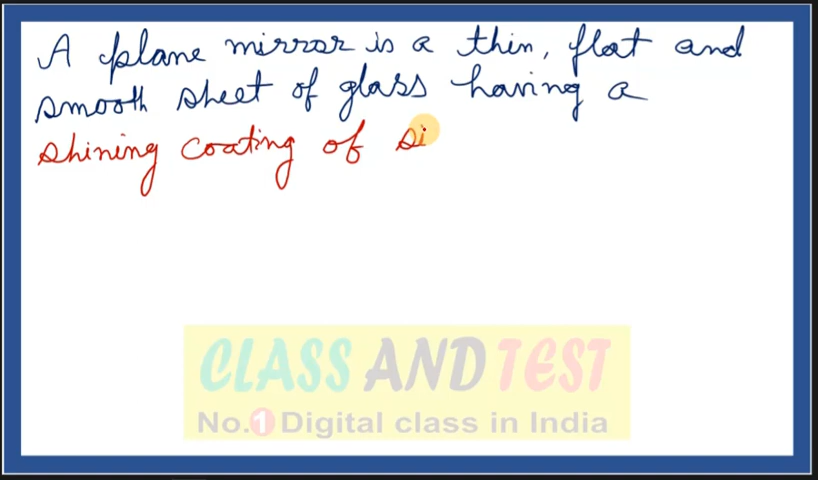 A plane mirror is a thin, flat and
smooth sheet of glass having a
shining coating of si
CLASS AND TEST
No.1 Digital class in India